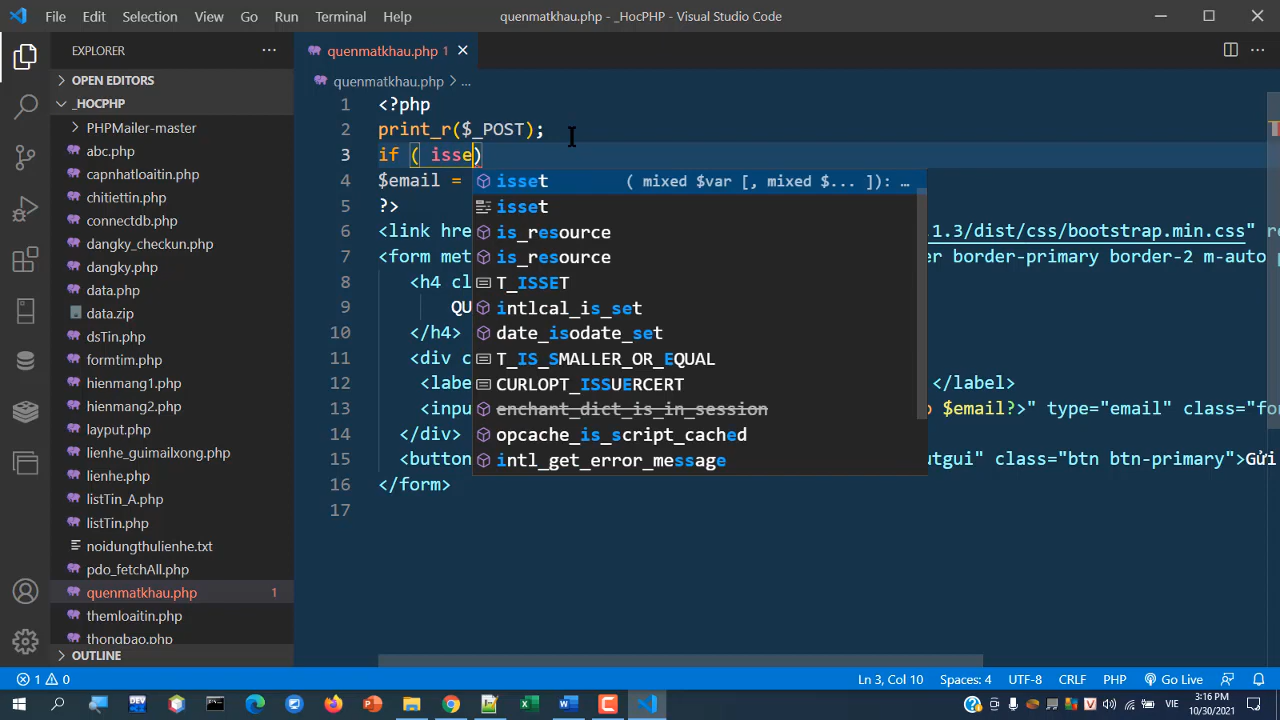 File Edit Selection View Go Run Terminal Help quenmatkhau.php - _HocPHP - Visual Studio Code
EXPLORER
quenmatkhau.php 1
OPEN EDITORS
quenmatkhau.php > ...
_HOCPHP
PHPMailer-master
abc.php
capnhatloaitin.php
chitiettin.php
connectdb.php
dangky_checkun.php
dangky.php
data.php
data.zip
dsTin.php
formtim.php
hienmang1.php
hienmang2.php
layput.php
lienhe_guimailxong.php
lienhe.php
listTin_A.php
listTin.php
noidungthulienhe.txt
pdo_fetchAll.php
quenmatkhau.php 1
themloaitin.php
thongbao.php
OUTLINE
1 <?php
2 print_r($_POST);
3 if ( isse)
4 $email =
5 ?>
6 <link hre .1.3/dist/css/bootstrap.min.css" re
7 <form met er border-primary border-2 m-auto p
8 <h4 cl
9 QU
10 </h4>
11 <div c
12 <labe </label>
13 <inpu $email?>" type="email" class="for
14 </div>
15 <button utgui" class="btn btn-primary">Gửi
16 </form>
17
isset ( mixed $var [, mixed $... ]): …
isset
is_resource
is_resource
T_ISSET
intlcal_is_set
date_isodate_set
T_IS_SMALLER_OR_EQUAL
CURLOPT_ISSUERCERT
enchant_dict_is_in_session
opcache_is_script_cached
intl_get_error_message
1 0 Ln 3, Col 10 Spaces: 4 UTF-8 CRLF PHP Go Live
VIE
3:16 PM
10/30/2021